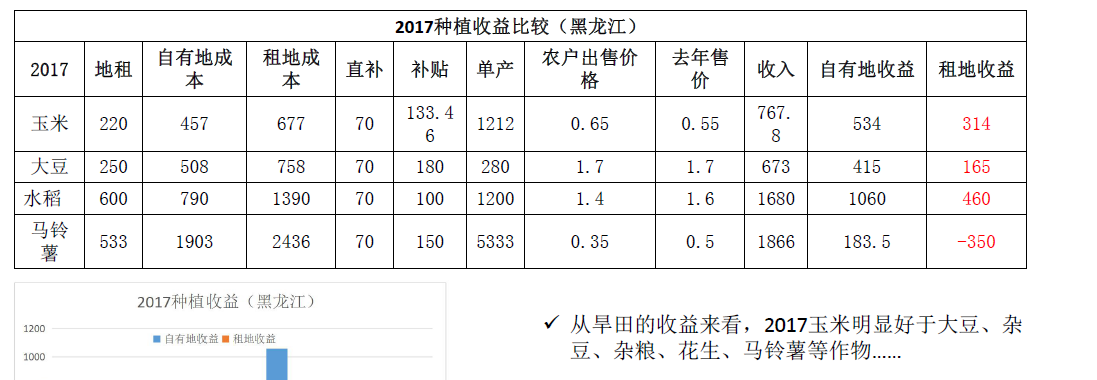 2017种植收益比较（黑龙江）
2017 地租 自有地成本 租地成本 直补 补贴 单产 农户出售价格 去年售价 收入 自有地收益 租地收益
玉米 220 457 677 70 133.46 1212 0.65 0.55 767.8 534 314
大豆 250 508 758 70 180 280 1.7 1.7 673 415 165
水稻 600 790 1390 70 100 1200 1.4 1.6 1680 1060 460
马铃薯 533 1903 2436 70 150 5333 0.35 0.5 1866 183.5 -350
2017种植收益（黑龙江）
1200
自有地收益 租地收益
1000
✓ 从旱田的收益来看，2017玉米明显好于大豆、杂
豆、杂粮、花生、马铃薯等作物……